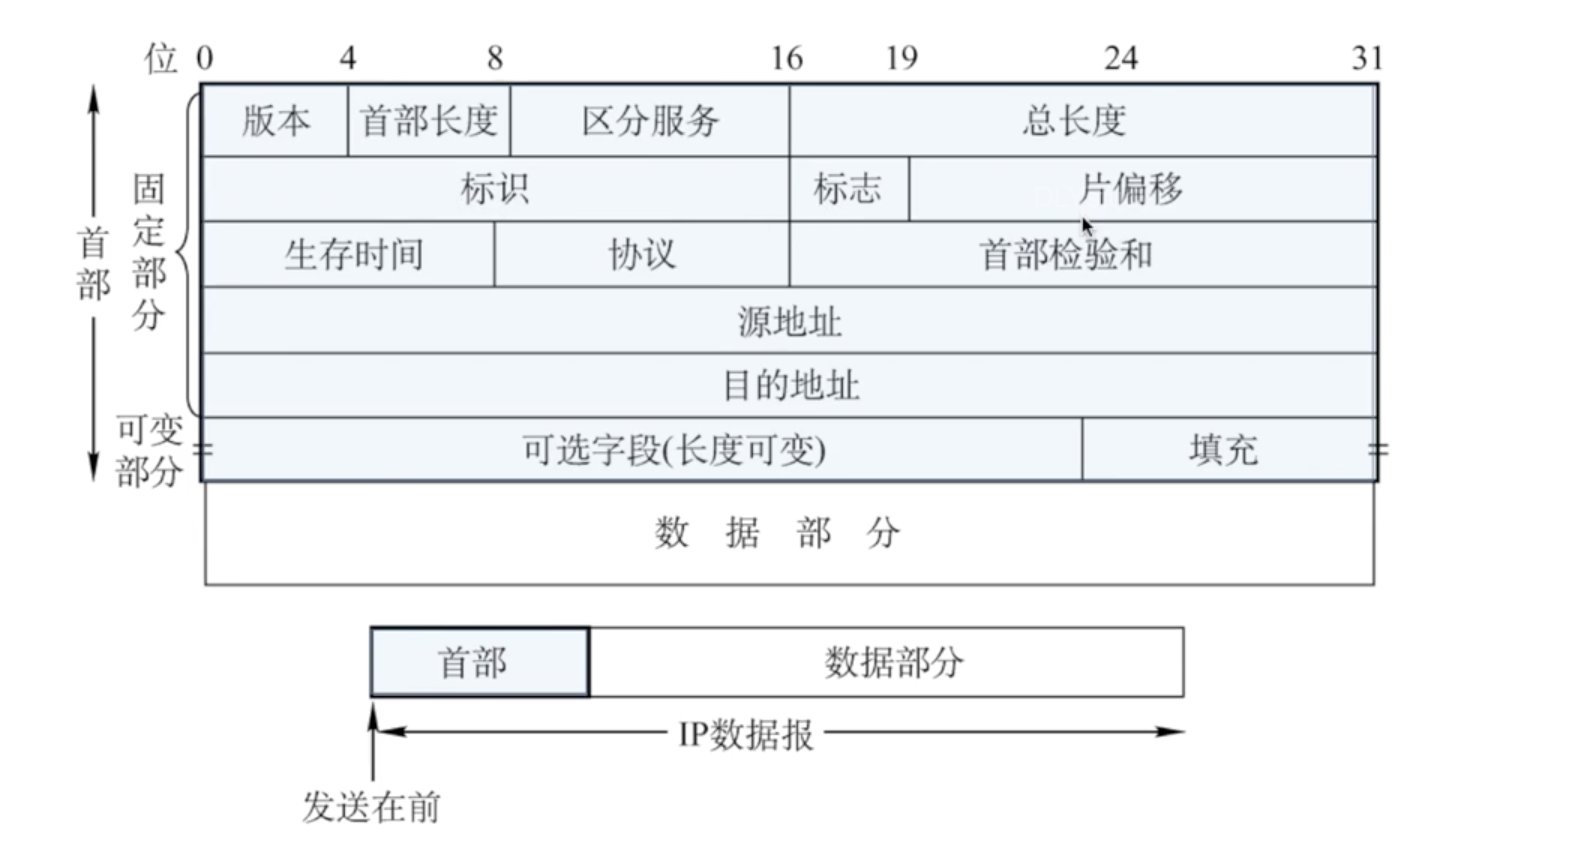 位 0 4 8 16 19 24 31
版本 首部长度 区分服务 总长度
标识 标志 片偏移
生存时间 协议 首部检验和
源地址
目的地址
可选字段(长度可变) 填充
首部
固定部分
可变
部分
数 据 部 分
首部 数据部分
IP数据报
发送在前